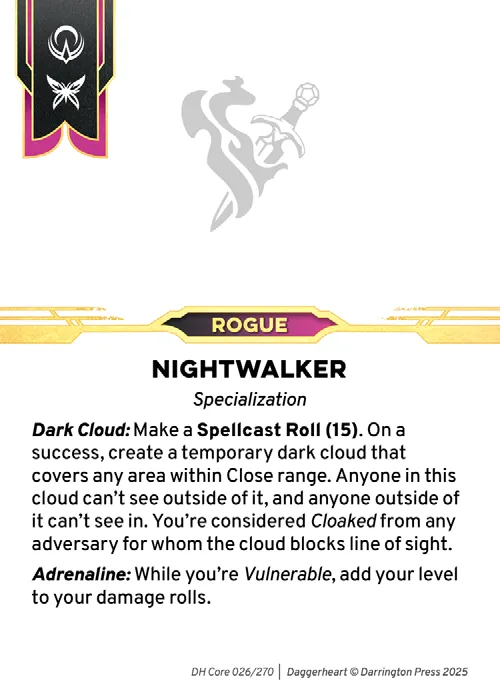 ROGUE
NIGHTWALKER
Specialization
Dark Cloud: Make a Spellcast Roll (15). On a
success, create a temporary dark cloud that
covers any area within Close range. Anyone in this
cloud can’t see outside of it, and anyone outside of
it can’t see in. You’re considered Cloaked from any
adversary for whom the cloud blocks line of sight.
Adrenaline: While you’re Vulnerable, add your level
to your damage rolls.
DH Core 026/270 | Daggerheart © Darrington Press 2025